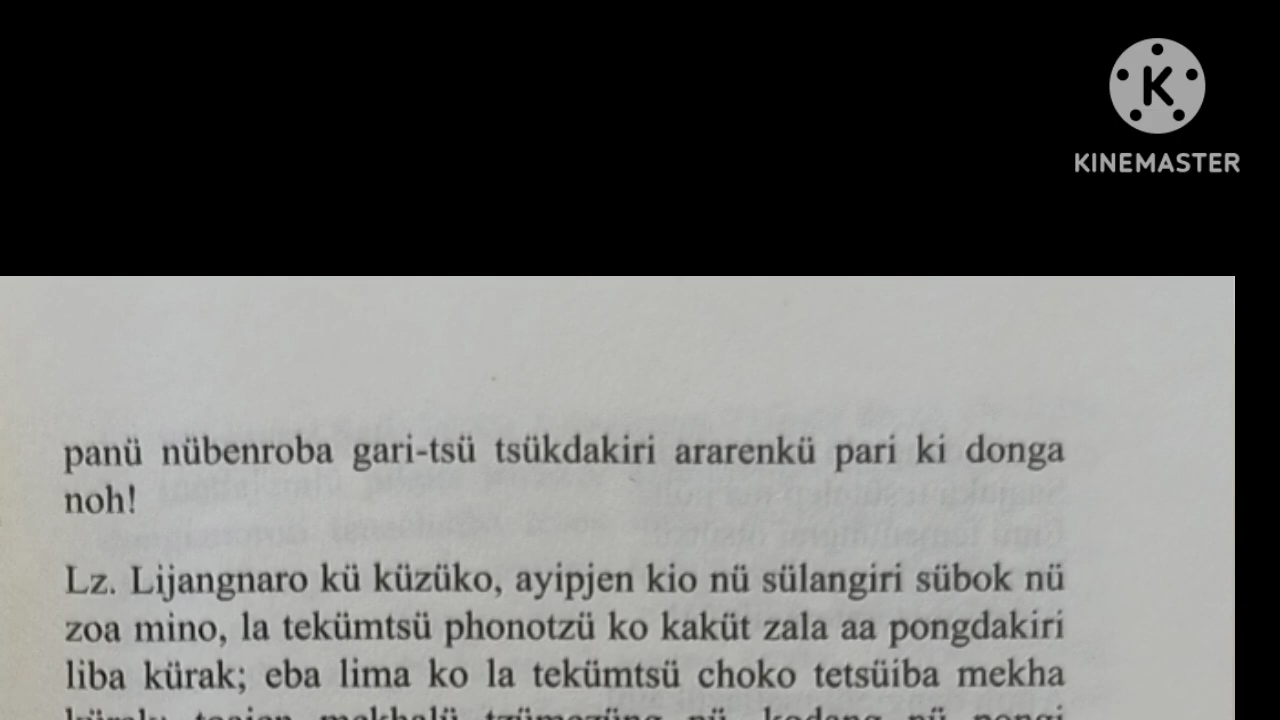 KINEMASTER
panü nübenroba gari-tsü tsükdakiri ararenkü pari ki donga
noh!
Lz. Lijangnaro kü küzüko, ayipjen kio nü sülangiri sübok nü
zoa mino, la tekümtsü phonotzü ko kaküt zala aa pongdakiri
liba kürak; eba lima ko la tekümtsü choko tetsüiba mekha